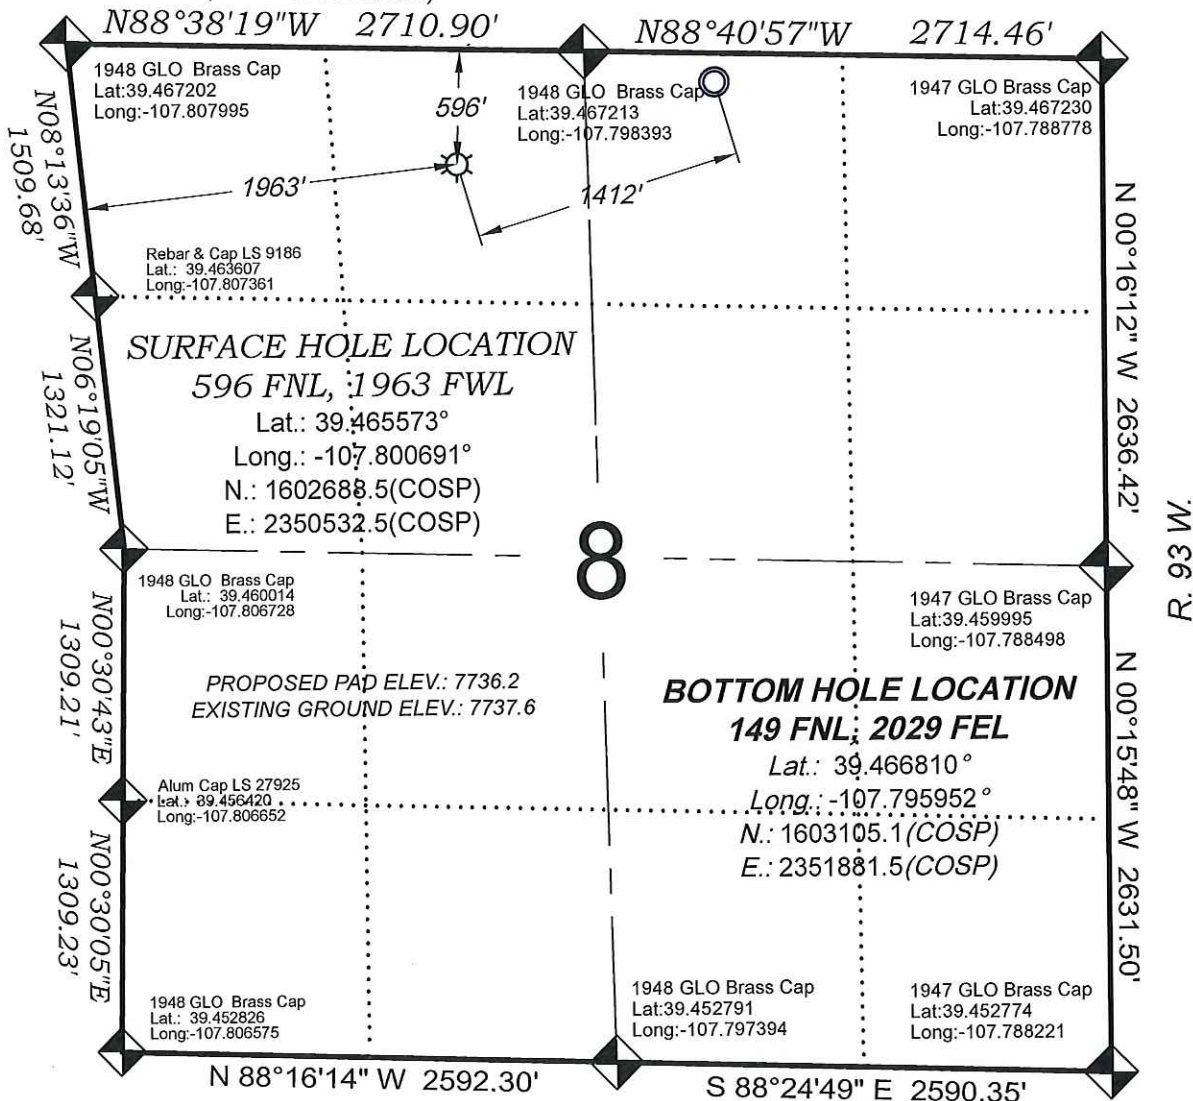 N88°38'19"W 2710.90'
N88°40'57"W 2714.46'
1948 GLO Brass Cap
Lat:39.467202
Long:-107.807995
596'
1948 GLO Brass Cap
Lat:39.467213
Long:-107.798393
1947 GLO Brass Cap
Lat:39.467230
Long:-107.788778
N08°13'36"W
1509.68'
1963'
1412'
Rebar & Cap LS 9186
Lat.: 39.463607
Long:-107.807361
N 00°16'12" W 2636.42'
SURFACE HOLE LOCATION
596 FNL, 1963 FWL
Lat.: 39.465573°
Long.: -107.800691°
N.: 1602688.5(COSP)
E.: 2350532.5(COSP)
N06°19'05"W
1321.12'
8
R. 93 W.
1948 GLO Brass Cap
Lat.: 39.460014
Long:-107.806728
1947 GLO Brass Cap
Lat:39.459995
Long:-107.788498
N00°30'43"E
1309.21'
PROPOSED PAD ELEV.: 7736.2
EXISTING GROUND ELEV.: 7737.6
BOTTOM HOLE LOCATION
149 FNL, 2029 FEL
Lat.: 39.466810°
Long.: -107.795952°
N.: 1603105.1(COSP)
E.: 2351881.5(COSP)
N 00°15'48" W 2631.50'
Alum Cap LS 27925
Lat.: 39.456420
Long:-107.806652
N00°30'05"E
1309.23'
1948 GLO Brass Cap
Lat.: 39.452826
Long:-107.806575
1948 GLO Brass Cap
Lat:39.452791
Long:-107.797394
1947 GLO Brass Cap
Lat:39.452774
Long:-107.788221
N 88°16'14" W 2592.30'
S 88°24'49" E 2590.35'